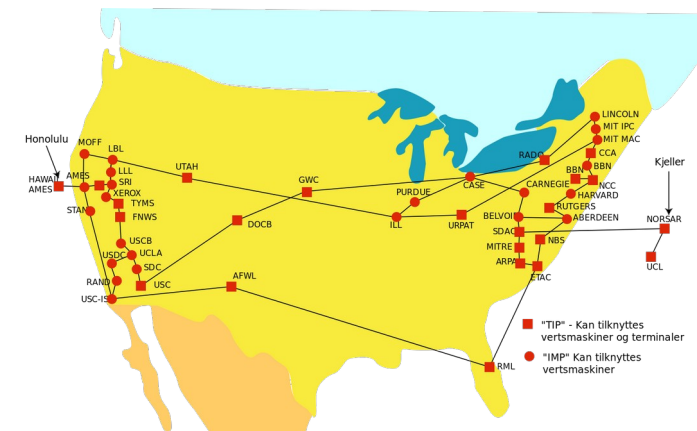 Honolulu
MOFF
LBL
HAWAI
AMES
AMES
LLL
SRI
XEROX
TYMS
STAN
FNWS
USCB
USDC
UCLA
SDC
RAND
USC
USC-IS
UTAH
DOCB
AFWL
GWC
PURDUE
ILL
URPAT
CASE
RADC
LINCOLN
MIT IPC
MIT MAC
CCA
BBN
BBN
NCC
HARVARD
CARNEGIE
RUTGERS
BELVOIR
ABERDEEN
SDAC
NBS
MITRE
ARPA
ETAC
RML
Kjeller
NORSAR
UCL
"TIP" - Kan tilknyttes
vertsmaskiner og terminaler
"IMP" Kan tilknyttes
vertsmaskiner